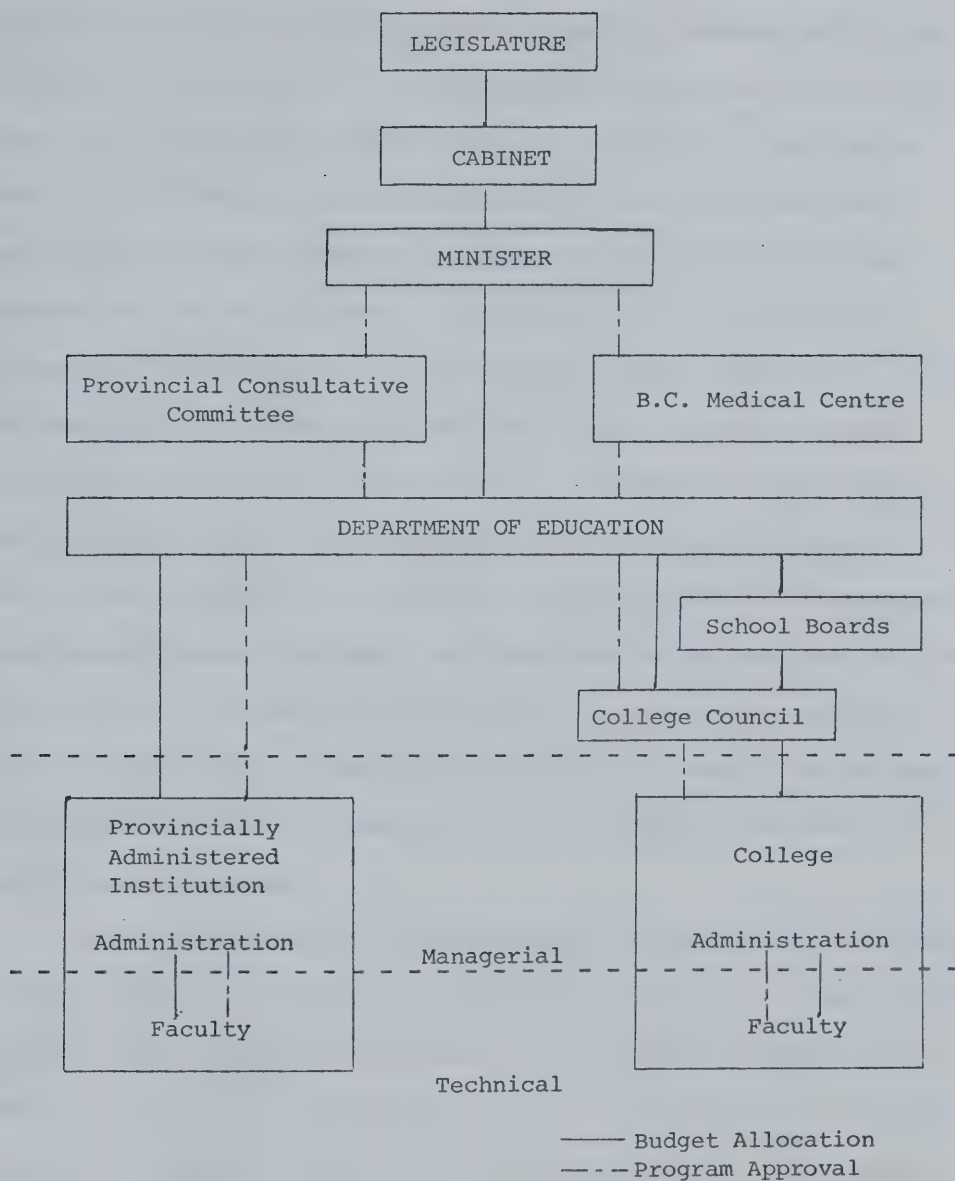 LEGISLATURE
CABINET
MINISTER
Provincial Consultative
Committee
B.C. Medical Centre
DEPARTMENT OF EDUCATION
School Boards
College Council
Provincially
Administered
Institution
College
Administration
Managerial
Administration
Faculty
Faculty
Technical
Budget Allocation
Program Approval